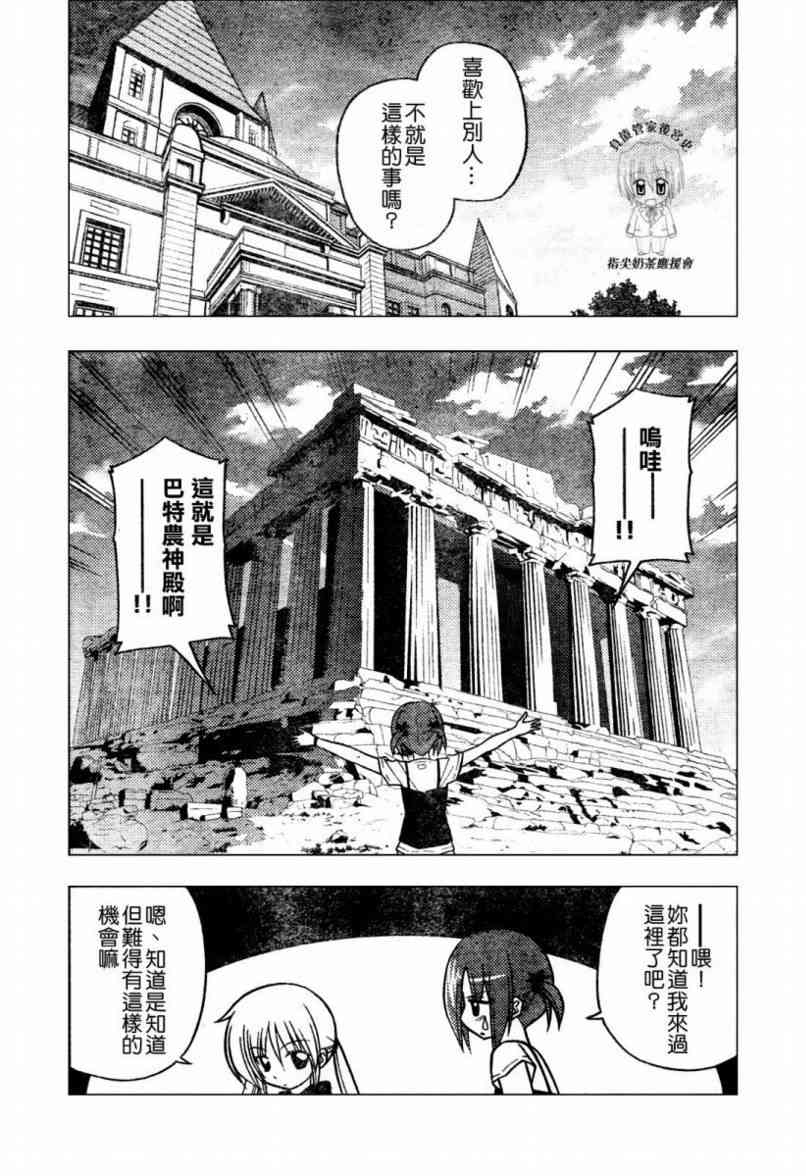 喜歡上別人…
不就是
這樣的事嗎？
負債管家後宮史
指尖奶茶應援會
嗚哇—
——!!
這就是
巴特農神殿啊
——!!
——喂！
妳都知道我來過
這裡了吧？
嗯、知道是知道
但難得有這樣的
機會嘛